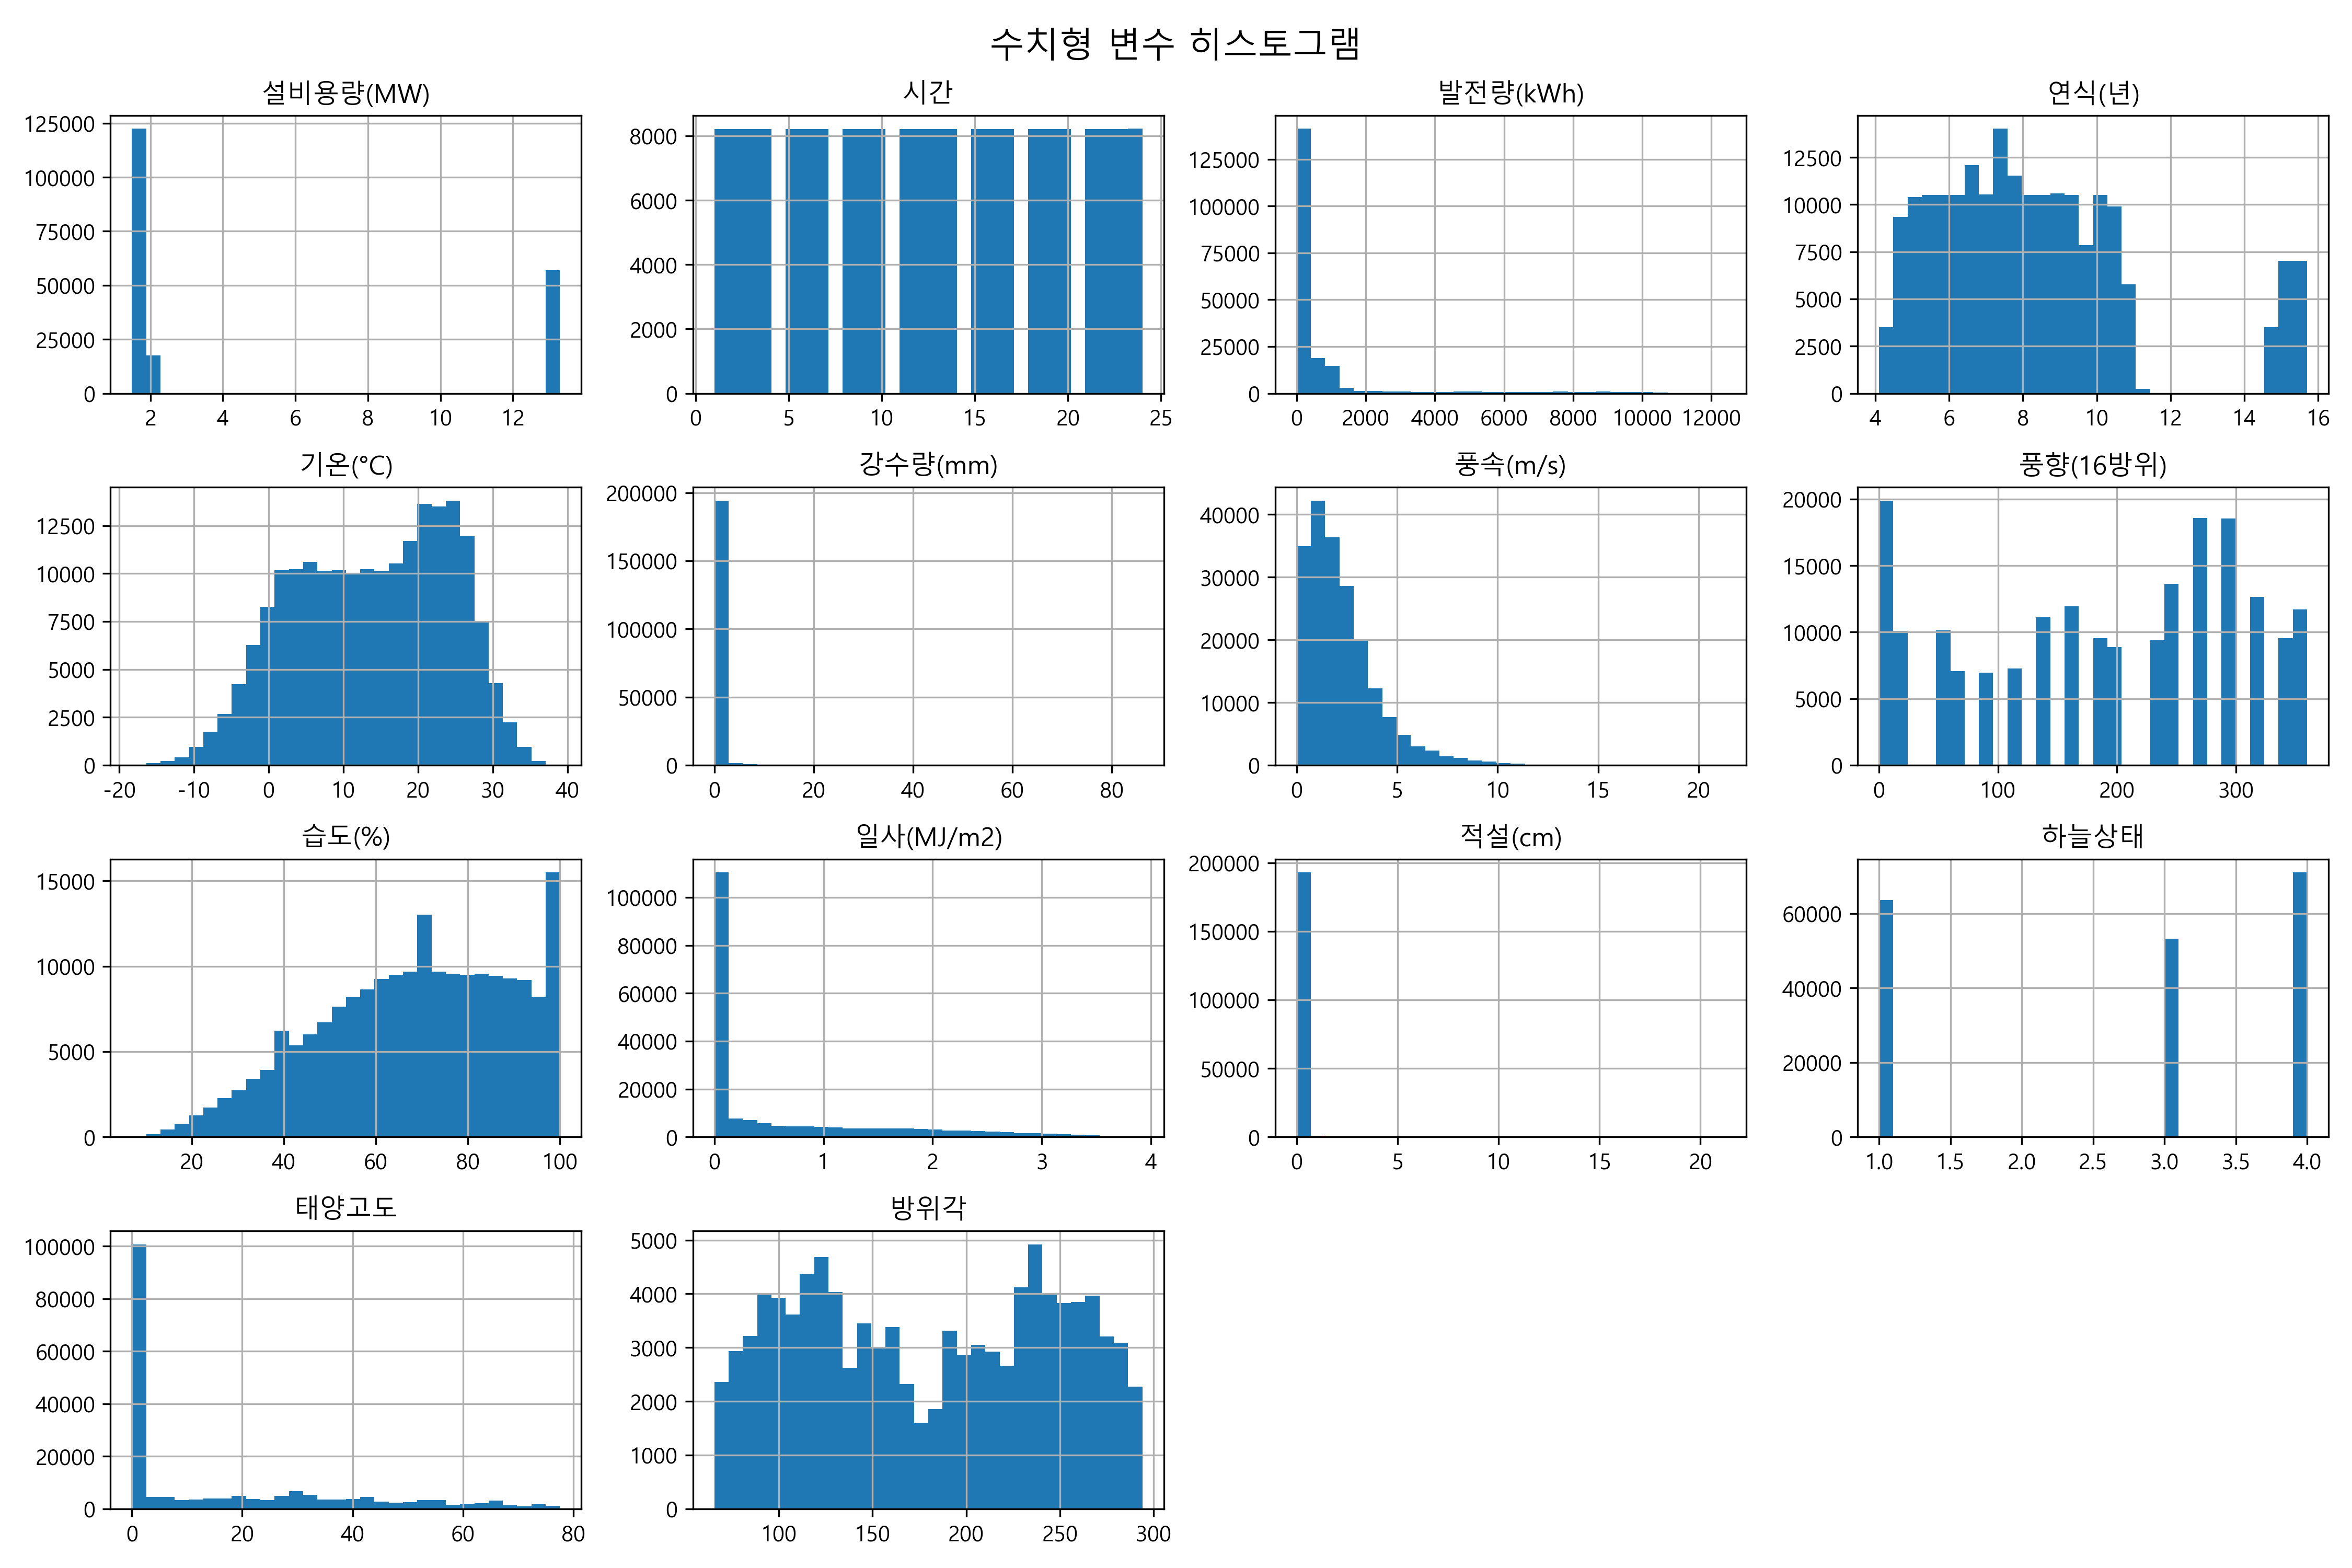 수치형 변수 히스토그램
설비용량(MW)
125000
100000
75000
50000
25000
0
2 4 6 8 10 12
시간
8000
6000
4000
2000
0
0 5 10 15 20 25
발전량(kWh)
125000
100000
75000
50000
25000
0
0 2000 4000 6000 8000 10000 12000
연식(년)
12500
10000
7500
5000
2500
0
4 6 8 10 12 14 16
기온(°C)
12500
10000
7500
5000
2500
0
-20 -10 0 10 20 30 40
강수량(mm)
200000
150000
100000
50000
0
0 20 40 60 80
풍속(m/s)
40000
30000
20000
10000
0
0 5 10 15 20
풍향(16방위)
20000
15000
10000
5000
0
0 100 200 300
습도(%)
15000
10000
5000
0
20 40 60 80 100
일사(MJ/m2)
100000
80000
60000
40000
20000
0
0 1 2 3 4
적설(cm)
200000
150000
100000
50000
0
0 5 10 15 20
하늘상태
60000
40000
20000
0
1.0 1.5 2.0 2.5 3.0 3.5 4.0
태양고도
100000
80000
60000
40000
20000
0
0 20 40 60 80
방위각
5000
4000
3000
2000
1000
0
100 150 200 250 300